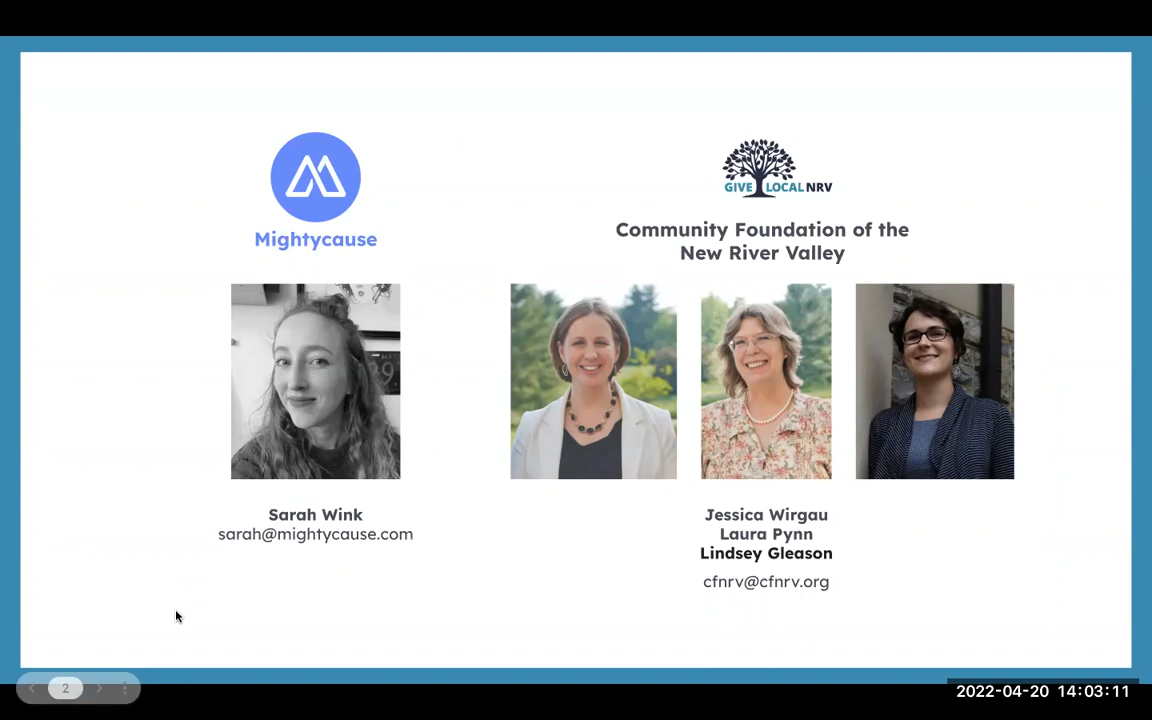 Mightycause
GIVE LOCAL NRV
Community Foundation of the
New River Valley
Sarah Wink
sarah@mightycause.com
Jessica Wirgau
Laura Pynn
Lindsey Gleason
cfnrv@cfnrv.org
2
2022-04-20 14:03:11